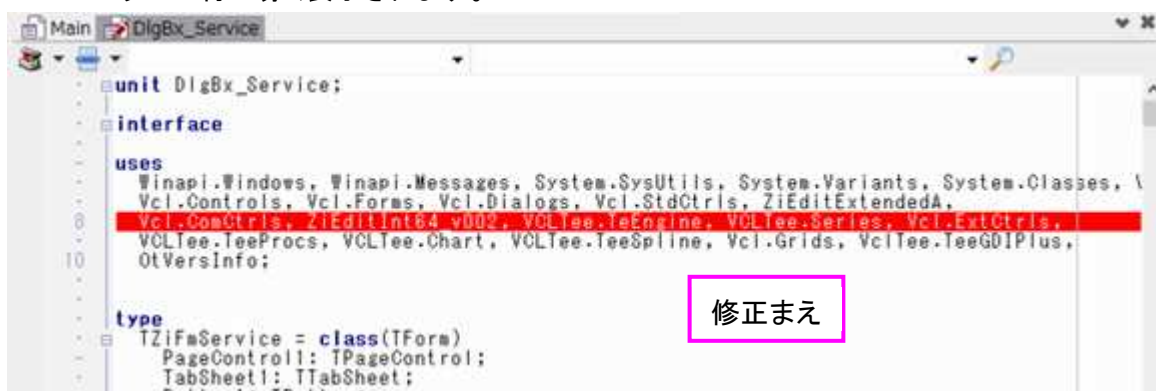 Main DlgBx_Service
unit DlgBx_Service;
interface
uses
Winapi.Windows, Winapi.Messages, System.SysUtils, System.Variants, System.Classes, V
Vcl.Controls, Vcl.Forms, Vcl.Dialogs, Vcl.StdCtrls, ZiEditExtendedA,
8 Vcl.ComCtrls, ZiEditInt64_v002, VCLTee.TeEngine, VCLTee.Series, Vcl.ExtCtrls,
VCLTee.TeeProcs, VCLTee.Chart, VCLTee.TeeSpline, Vcl.Grids, VclTee.TeeGDIPlus,
10 OtVersInfo;
修正まえ
type
TZiFmService = class(TForm)
PageControl1: TPageControl;
TabSheet1: TTabSheet;